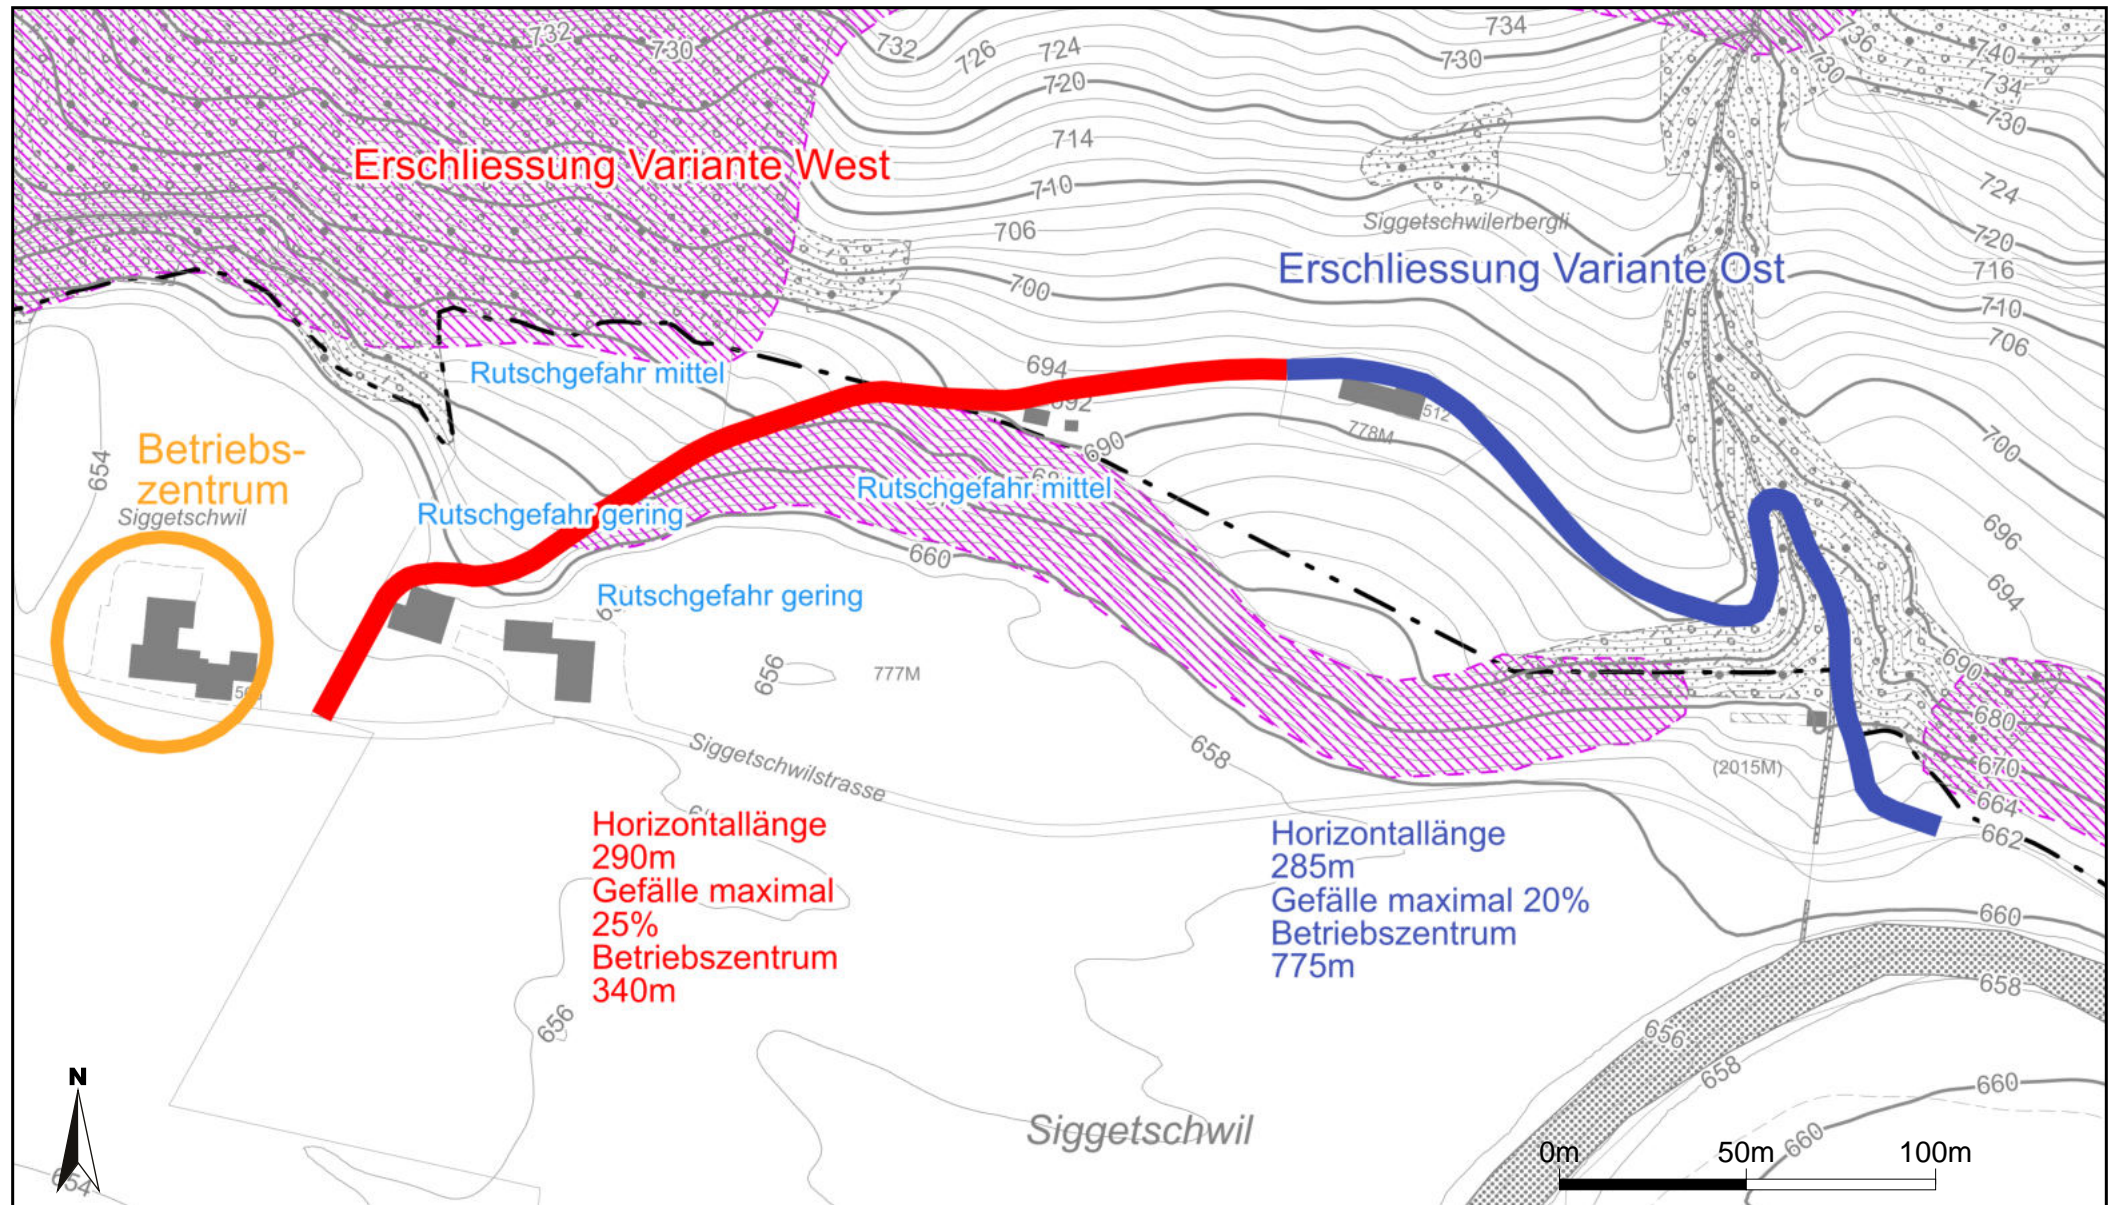 732
730
732
726
724
720
714
710
706
700
694
692
690
734
730
36
730
740
734
730
724
720
716
710
706
700
696
694
690
680
670
664
662
660
658
Erschliessung Variante West
Siggetschwilerbergli
Erschliessung Variante Ost
Rutschgefahr mittel
512
778M
Betriebs-
zentrum
Siggetschwil
654
Rutschgefahr gering
Rutschgefahr mittel
660
Rutschgefahr gering
656
777M
Siggetschwilstrasse
658
(2015M)
Horizontallänge
290m
Gefälle maximal
25%
Betriebszentrum
340m
Horizontallänge
285m
Gefälle maximal 20%
Betriebszentrum
775m
656
656
658
660
660
Siggetschwil
N
654
0m 50m 100m